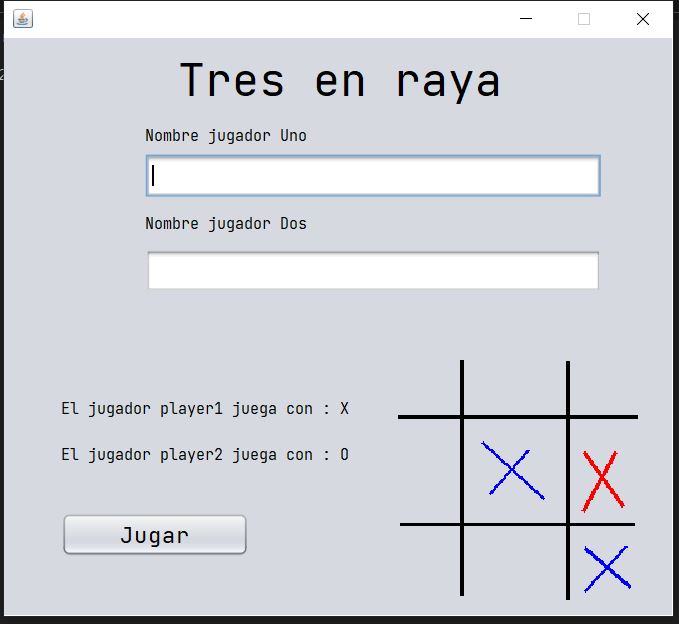 Tres en raya
Nombre jugador Uno
Nombre jugador Dos
El jugador player1 juega con : X
El jugador player2 juega con : O
Jugar